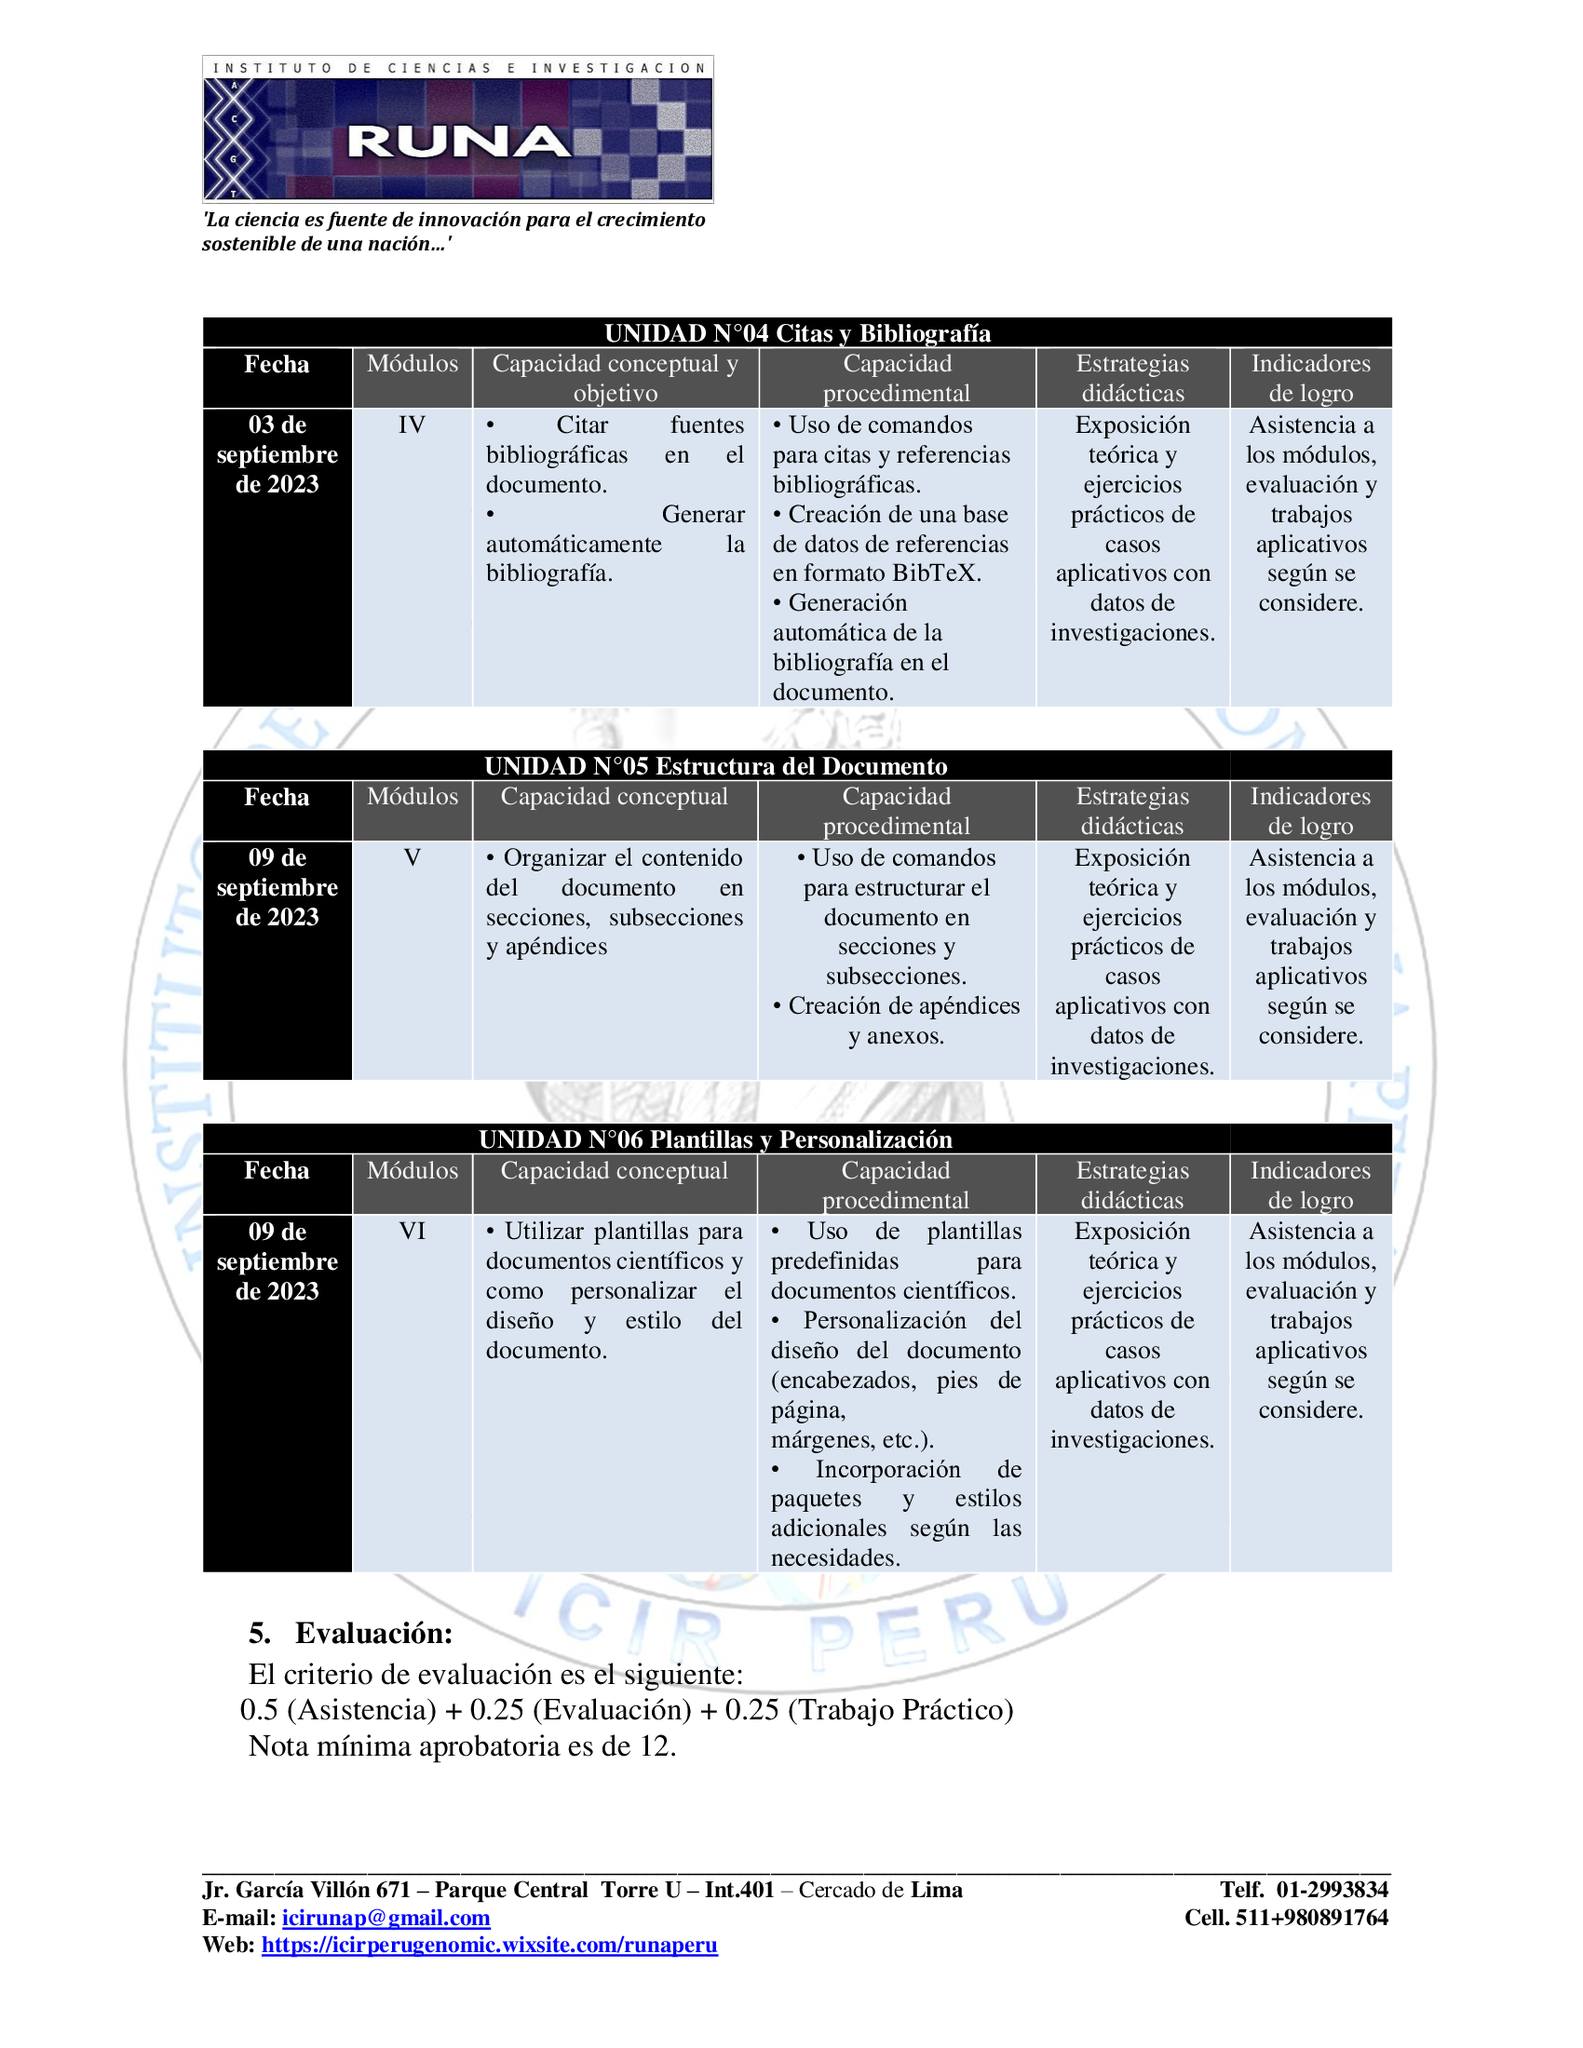 INSTITUTO DE CIENCIAS E INVESTIGACION
A
C
G
T
RUNA
'La ciencia es fuente de innovación para el crecimiento
sostenible de una nación...'
UNIDAD N°04 Citas y Bibliografía
Fecha
Módulos
Capacidad conceptual y
objetivo
Capacidad
procedimental
Estrategias
didácticas
Indicadores
de logro
03 de
septiembre
de 2023
IV
• Citar fuentes
bibliográficas en el
documento.
• Generar
automáticamente la
bibliografía.
• Uso de comandos
para citas y referencias
bibliográficas.
• Creación de una base
de datos de referencias
en formato BibTeX.
• Generación
automática de la
bibliografía en el
documento.
Exposición
teórica y
ejercicios
prácticos de
casos
aplicativos con
datos de
investigaciones.
Asistencia a
los módulos,
evaluación y
trabajos
aplicativos
según se
considere.
UNIDAD N°05 Estructura del Documento
Fecha
Módulos
Capacidad conceptual
Capacidad
procedimental
Estrategias
didácticas
Indicadores
de logro
09 de
septiembre
de 2023
V
• Organizar el contenido
del documento en
secciones, subsecciones
y apéndices
• Uso de comandos
para estructurar el
documento en
secciones y
subsecciones.
• Creación de apéndices
y anexos.
Exposición
teórica y
ejercicios
prácticos de
casos
aplicativos con
datos de
investigaciones.
Asistencia a
los módulos,
evaluación y
trabajos
aplicativos
según se
considere.
UNIDAD N°06 Plantillas y Personalización
Fecha
Módulos
Capacidad conceptual
Capacidad
procedimental
Estrategias
didácticas
Indicadores
de logro
09 de
septiembre
de 2023
VI
• Utilizar plantillas para
documentos científicos y
como personalizar el
diseño y estilo del
documento.
• Uso de plantillas
predefinidas para
documentos científicos.
• Personalización del
diseño del documento
(encabezados, pies de
página,
márgenes, etc.).
• Incorporación de
paquetes y estilos
adicionales según las
necesidades.
Exposición
teórica y
ejercicios
prácticos de
casos
aplicativos con
datos de
investigaciones.
Asistencia a
los módulos,
evaluación y
trabajos
aplicativos
según se
considere.
ICIR PERU
5. Evaluación:
El criterio de evaluación es el siguiente:
0.5 (Asistencia) + 0.25 (Evaluación) + 0.25 (Trabajo Práctico)
Nota mínima aprobatoria es de 12.
Jr. García Villón 671 – Parque Central Torre U – Int.401 – Cercado de Lima Telf. 01-2993834
E-mail: icirunap@gmail.com Cell. 511+980891764
Web: https://icirperugenomic.wixsite.com/runaperu